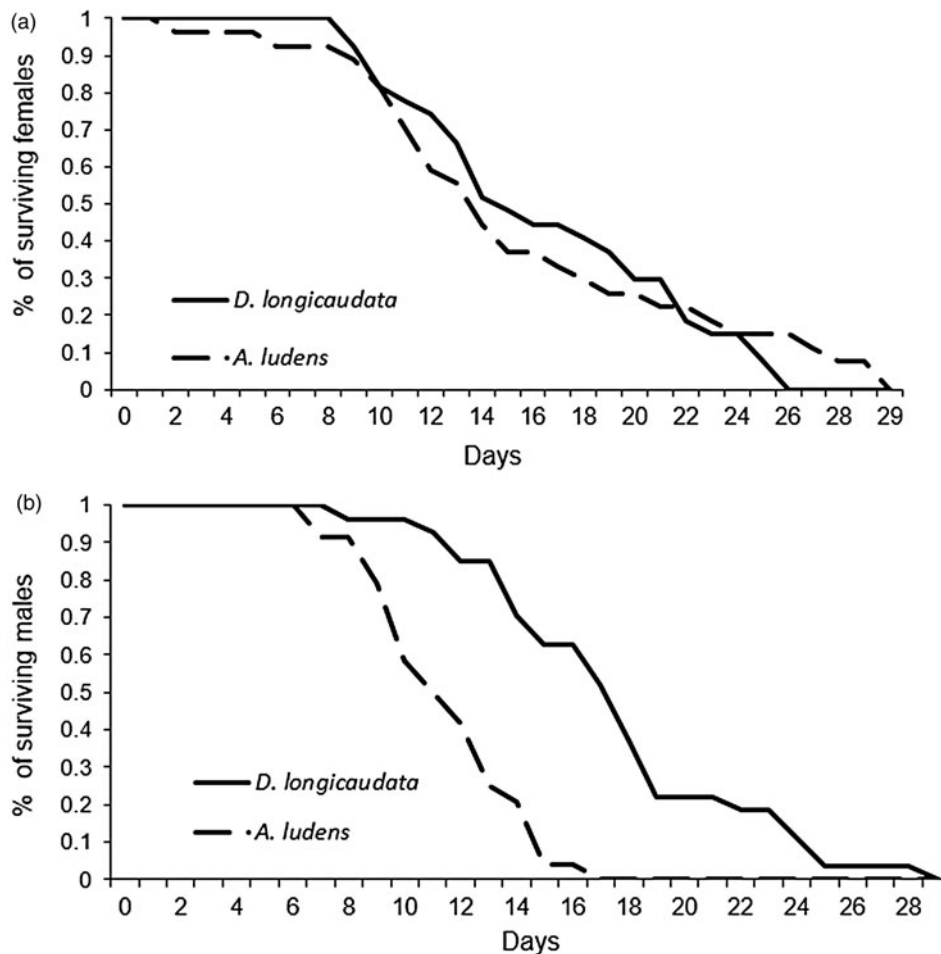 (a)
% of surviving females
1
0.9
0.8
0.7
0.6
0.5
0.4
0.3
0.2
0.1
0
D. longicaudata
A. ludens
0 2 4 6 8 10 12 14 16 18 20 22 24 26 28 29
Days
(b)
% of surviving males
1
0.9
0.8
0.7
0.6
0.5
0.4
0.3
0.2
0.1
0
D. longicaudata
A. ludens
0 2 4 6 8 10 12 14 16 18 20 22 24 26 28
Days